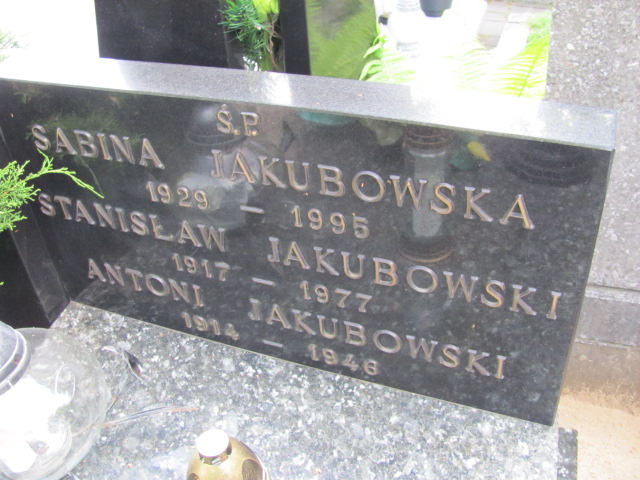 Ś.P.
SABINA JAKUBOWSKA
1929 – 1995
STANISŁAW JAKUBOWSKI
1917 – 1977
ANTONI JAKUBOWSKI
1914 – 1946